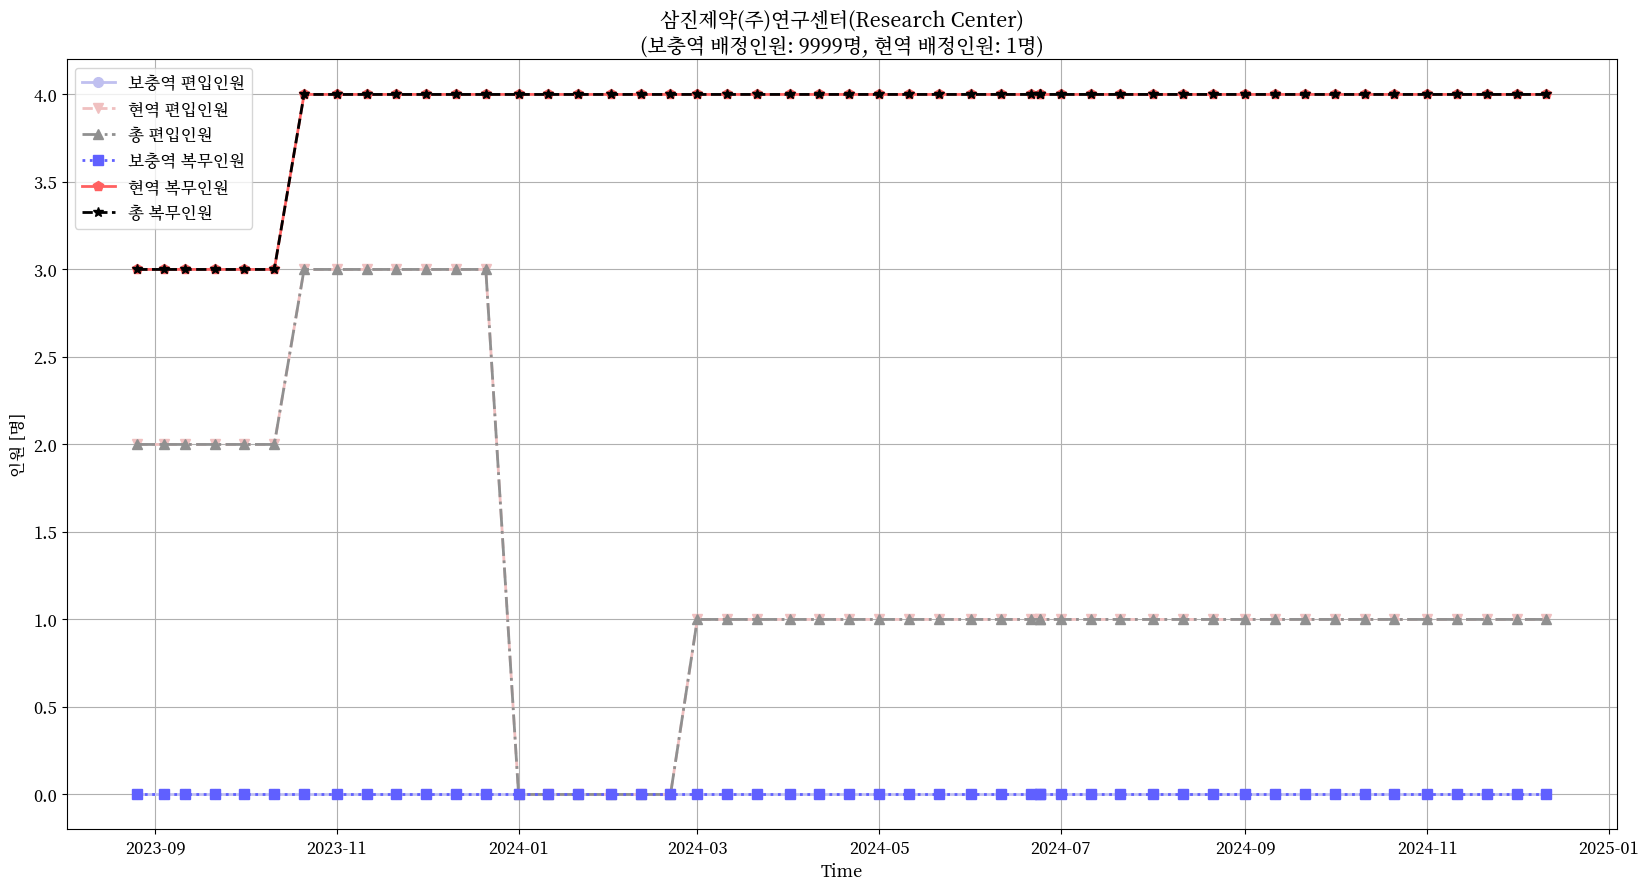 삼진제약(주)연구센터(Research Center)
(보충역 배정인원: 9999명, 현역 배정인원: 1명)
보충역 편입인원
현역 편입인원
총 편입인원
보충역 복무인원
현역 복무인원
총 복무인원
4.0
3.5
3.0
2.5
2.0
1.5
1.0
0.5
0.0
인원 [명]
2023-09
2023-11
2024-01
2024-03
2024-05
2024-07
2024-09
2024-11
2025-01
Time